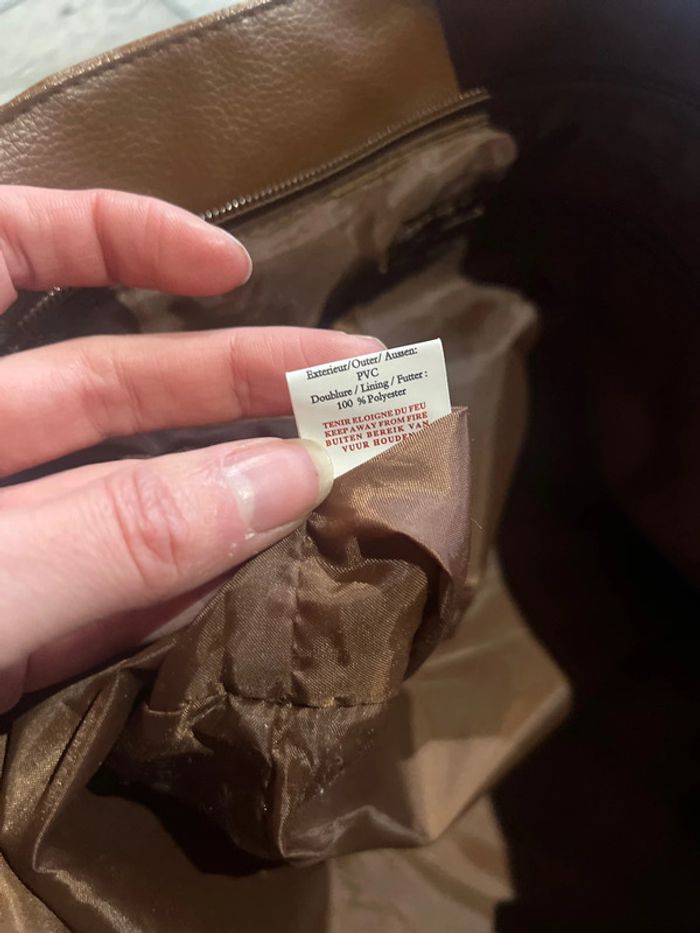 Exterieur/Outer/ Aussen:
PVC
Doublure / Lining / Futter :
100 % Polyester
TENIR ELOIGNE DU FEU
KEEP AWAY FROM FIRE
BUITEN BEREIK VAN
VUUR